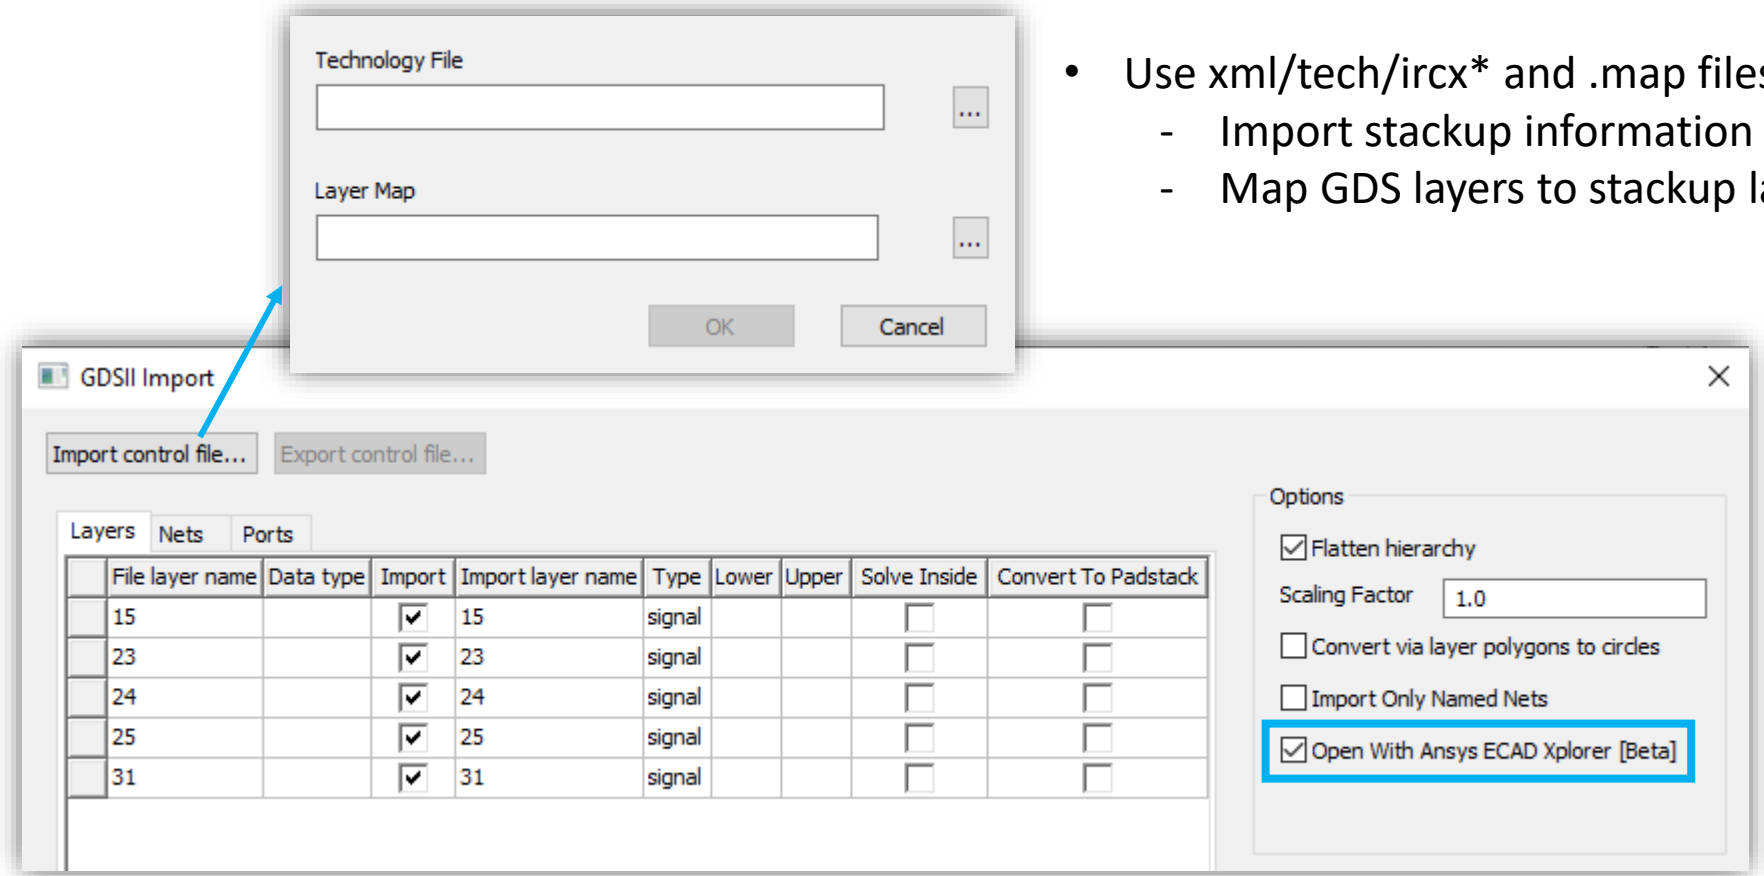 Technology File
...
Layer Map
...
OK Cancel
• Use xml/tech/ircx* and .map files
- Import stackup information
- Map GDS layers to stackup
GDSII Import
Import control file... Export control file...
Layers Nets Ports
File layer name Data type Import Import layer name Type Lower Upper Solve Inside Convert To Padstack
15 15 signal
23 23 signal
24 24 signal
25 25 signal
31 31 signal
Options
Flatten hierarchy
Scaling Factor 1.0
Convert via layer polygons to circles
Import Only Named Nets
Open With Ansys ECAD Xplorer [Beta]